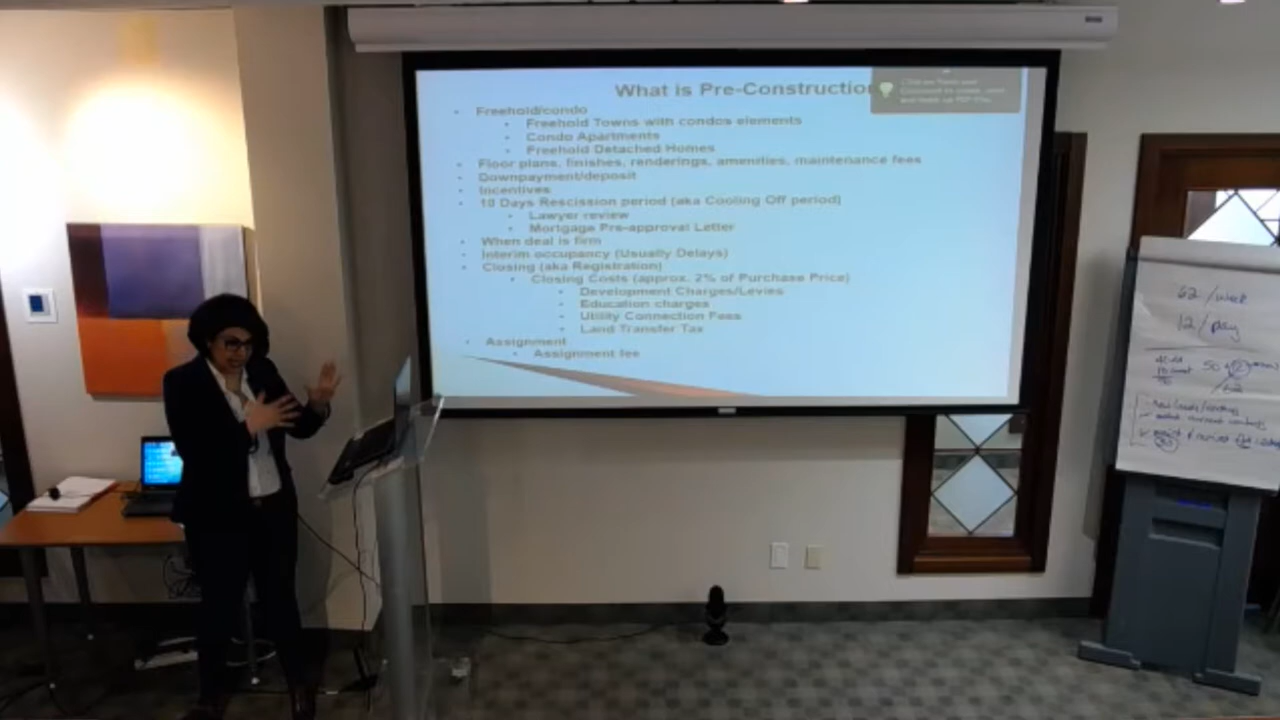 What is Pre-Construction
Freehold/condo
Freehold Towns with condos elements
Condo Apartments
Freehold Detached Homes
Floor plans, finishes, renderings, amenities, maintenance fees
Downpayment/deposit
Incentives
10 Days Rescission period (aka Cooling Off period)
Lawyer review
Mortgage Pre-approval Letter
When deal is firm
Interim occupancy (Usually Delays)
Closing (aka Registration)
Closing Costs (approx. 2% of Purchase Price)
Development Charges/Levies
Education charges
Utility Connection Fees
Land Transfer Tax
Assignment
Assignment fee
62 /week
12 / day